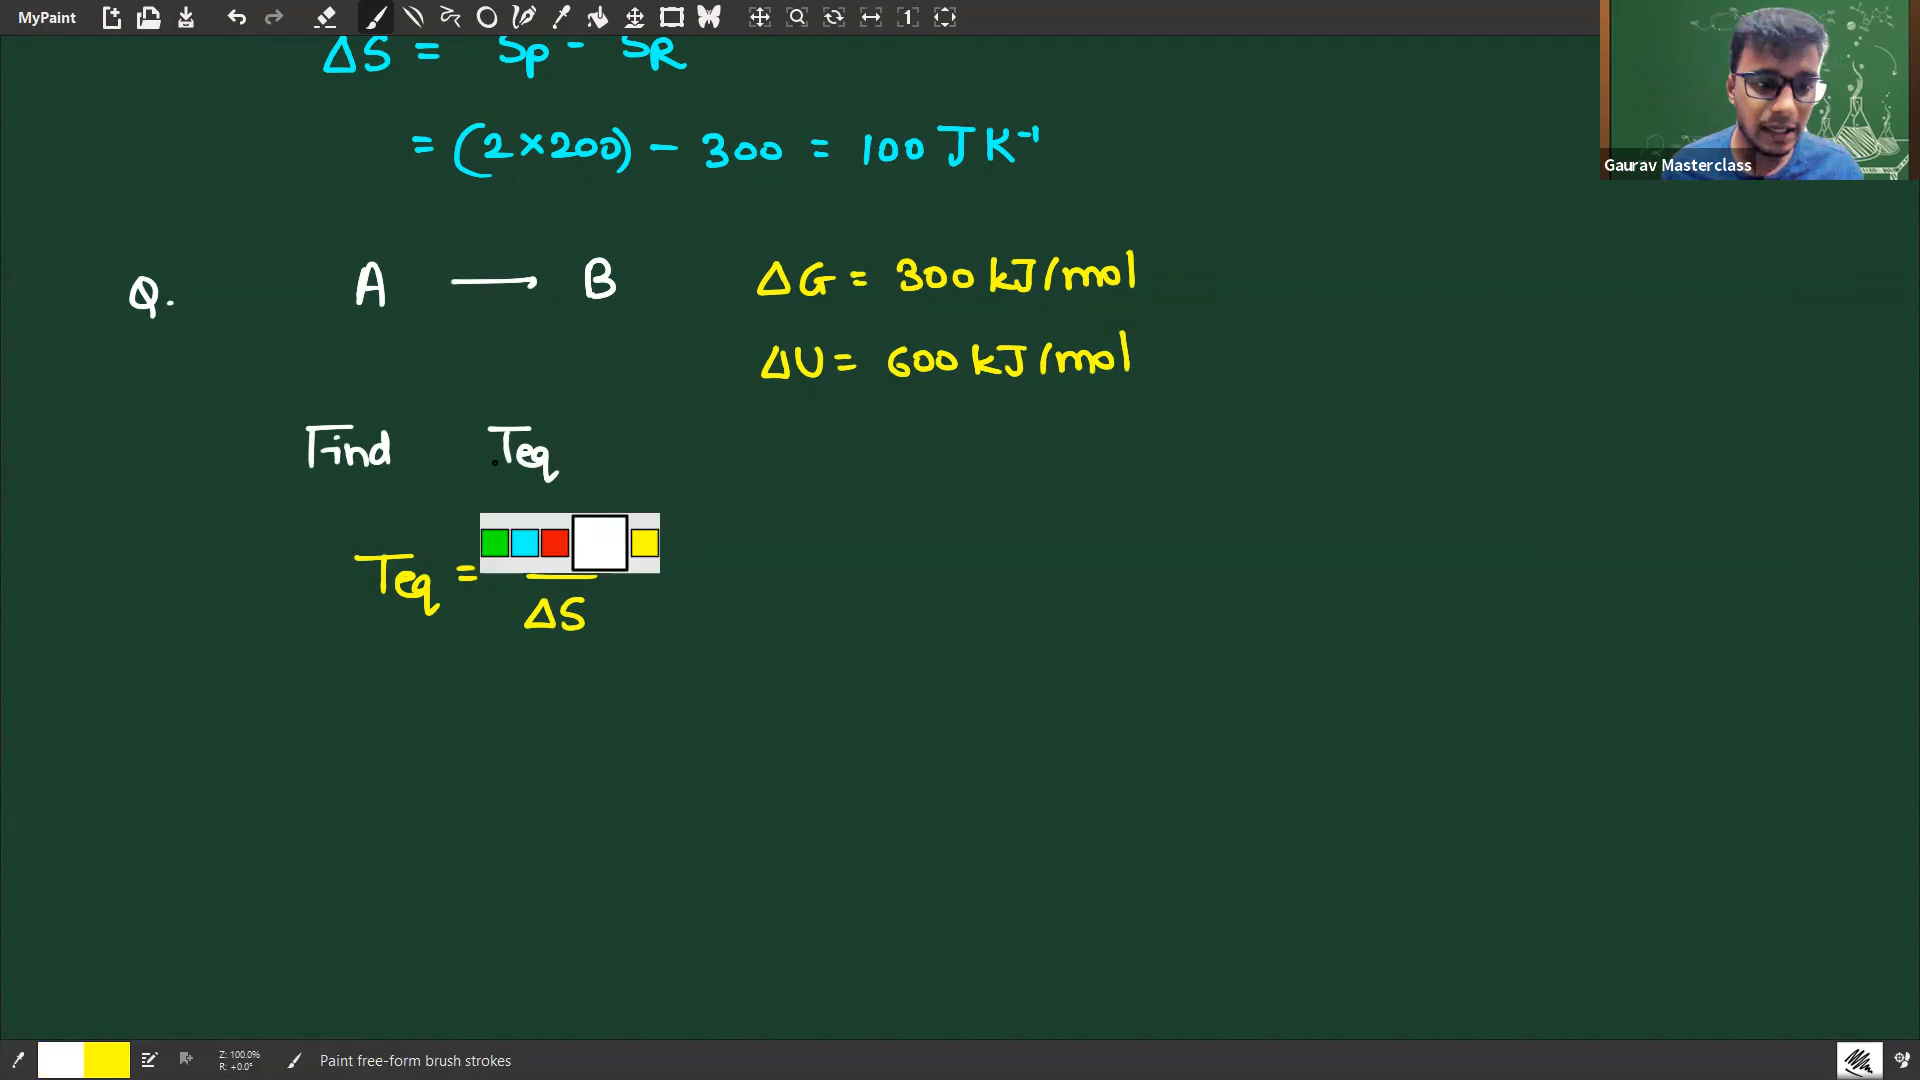 MyPaint
1
ΔS = Sp - SR
= (2×200) - 300 = 100 J K⁻¹
Gaurav Masterclass
Q. A → B ΔG = 300 kJ/mol
ΔU = 600 kJ/mol
Find Teq
Teq =
ΔS
Z: 100.0%
R: +0.0°
Paint free-form brush strokes